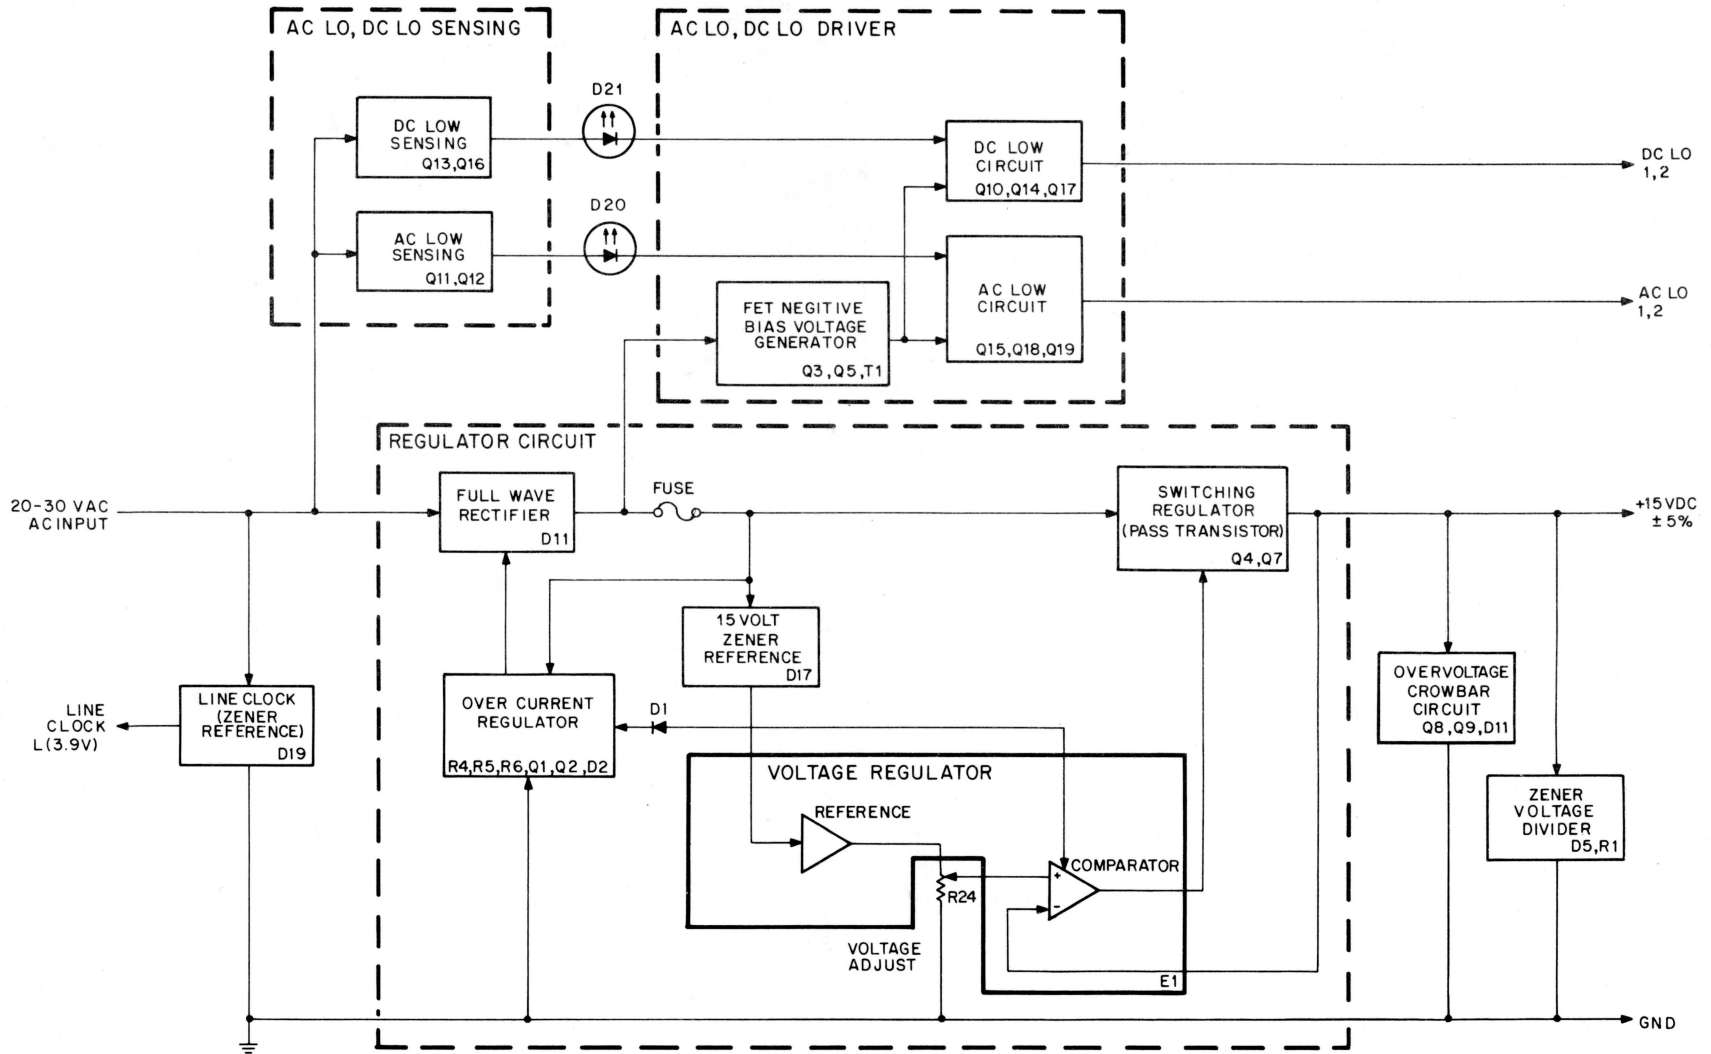 AC LO, DC LO SENSING
DC LOW
SENSING
Q13,Q16
AC LOW
SENSING
Q11,Q12
D21
D20
AC LO, DC LO DRIVER
DC LOW
CIRCUIT
Q10,Q14,Q17
AC LOW
CIRCUIT
Q15,Q18,Q19
FET NEGITIVE
BIAS VOLTAGE
GENERATOR
Q3,Q5,T1
DC LO
1,2
AC LO
1,2
REGULATOR CIRCUIT
20-30 VAC
AC INPUT
FULL WAVE
RECTIFIER
D11
FUSE
SWITCHING
REGULATOR
(PASS TRANSISTOR)
Q4,Q7
+15VDC
±5%
15 VOLT
ZENER
REFERENCE
D17
LINE
CLOCK
L(3.9V)
LINE CLOCK
(ZENER
REFERENCE)
D19
OVER CURRENT
REGULATOR
R4,R5,R6,Q1,Q2,D2
D1
VOLTAGE REGULATOR
REFERENCE
COMPARATOR
+
-
R24
VOLTAGE
ADJUST
E1
OVERVOLTAGE
CROWBAR
CIRCUIT
Q8,Q9,D11
ZENER
VOLTAGE
DIVIDER
D5,R1
GND